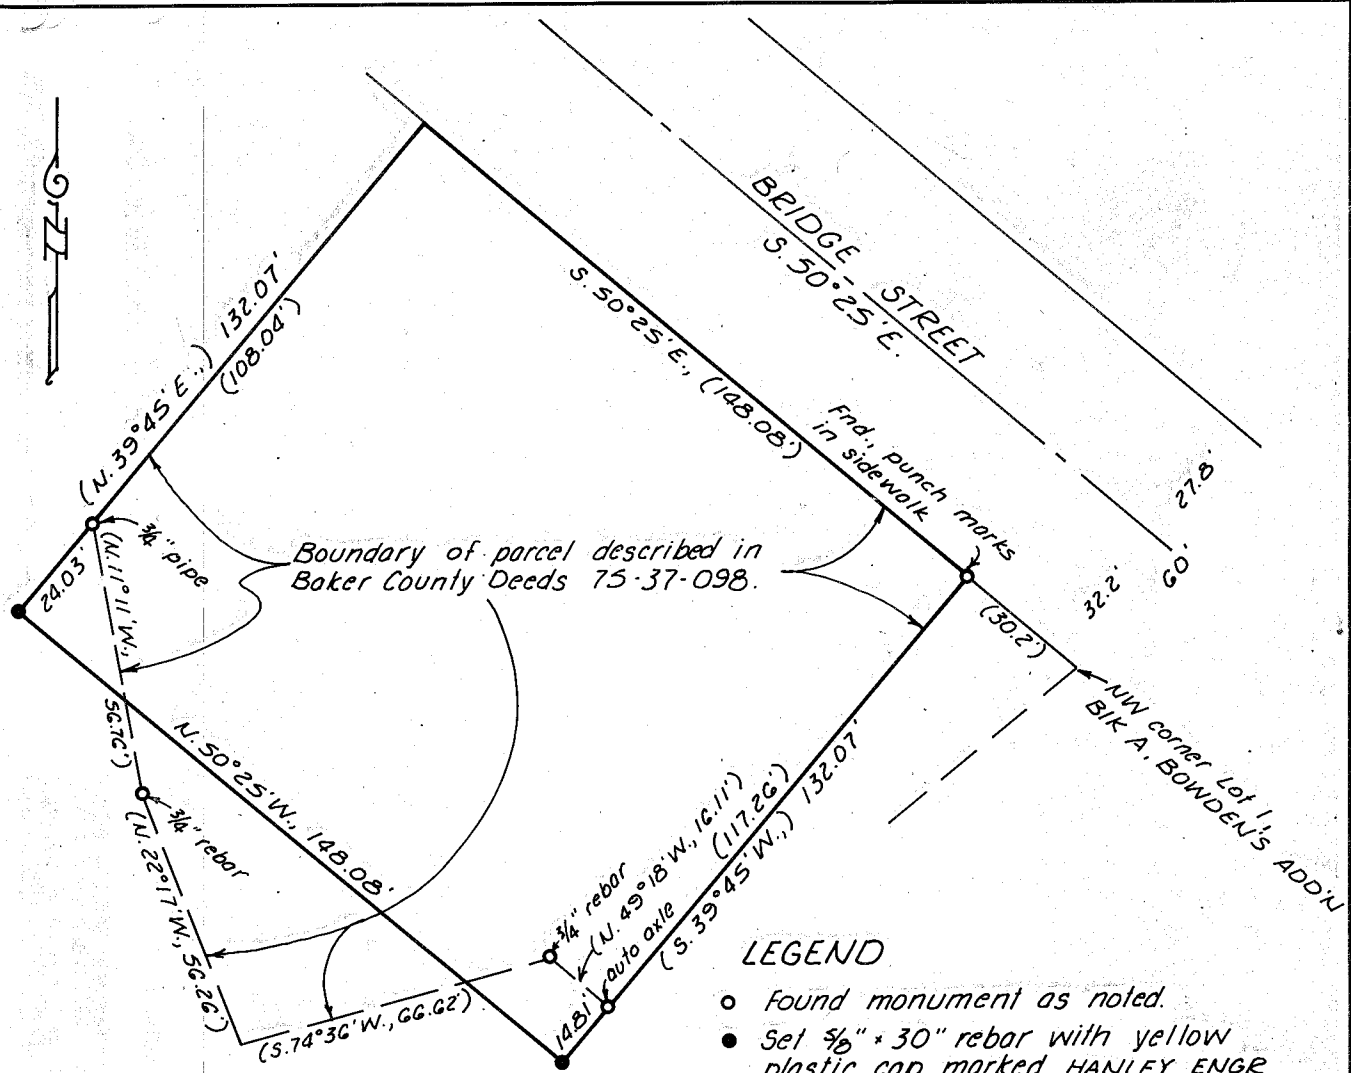 N
BRIDGE STREET
S. 50°25'E.
S. 50°25'E., (148.08')
132.07'
(N. 39°45'E.,)
(108.04')
Fnd., punch marks
in sidewalk
27.8'
60'
32.2'
(30.2')
3/4" pipe
24.03'
(N. 11°11'W.,
56.76')
Boundary of parcel described in
Baker County Deeds 75-37-098.
NW corner Lot 1,
Blk A, BOWDEN'S ADD'N
N. 50°25'W., 148.08'
3/4" rebar
(N. 22°17'W., 56.26')
(S. 74°36'W., 66.62')
3/4" rebar
(N. 49°18'W., 16.11')
auto axle
14.81'
(117.26')
132.07'
(S. 39°45'W.,)
LEGEND
Found monument as noted.
Set 5/8" x 30" rebar with yellow
plastic cap marked HANLEY ENGR